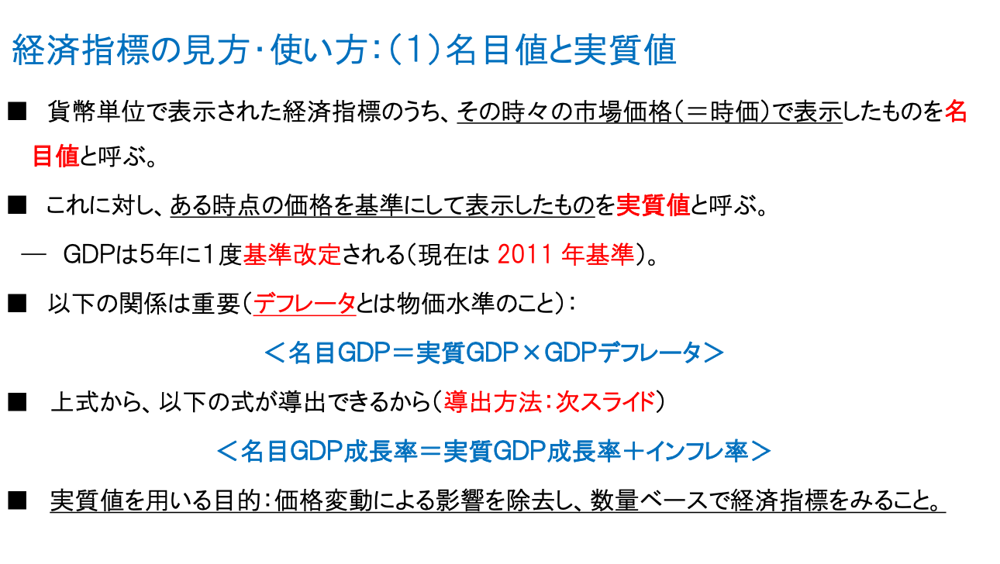 経済指標の見方・使い方：（１）名目値と実質値
■　貨幣単位で表示された経済指標のうち、その時々の市場価格（＝時価）で表示したものを名
目値と呼ぶ。
■　これに対し、ある時点の価格を基準にして表示したものを実質値と呼ぶ。
―　GDPは５年に１度基準改定される（現在は 2011 年基準）。
■　以下の関係は重要（デフレータとは物価水準のこと）：
＜名目GDP＝実質GDP×GDPデフレータ＞
■　上式から、以下の式が導出できるから（導出方法：次スライド）
＜名目GDP成長率＝実質GDP成長率＋インフレ率＞
■　実質値を用いる目的：価格変動による影響を除去し、数量ベースで経済指標をみること。